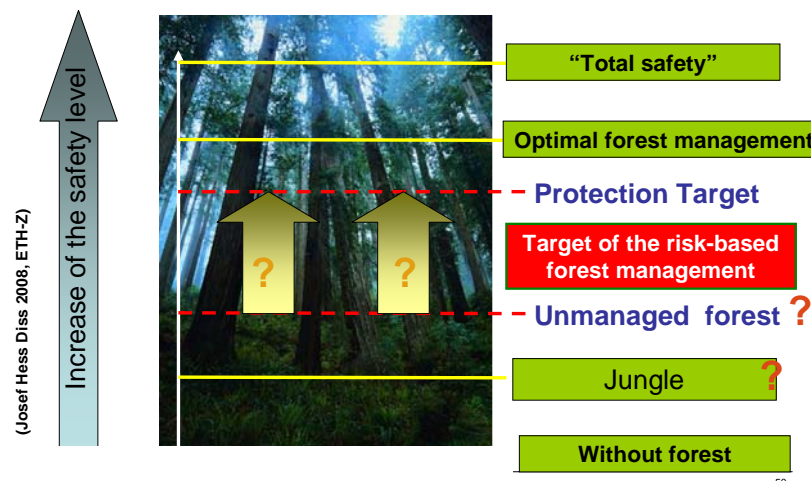 “Total safety”
Optimal forest management
Protection Target
Target of the risk-based
forest management
Unmanaged forest ?
Jungle ?
Without forest
? ?
Increase of the safety level
(Josef Hess Diss 2008, ETH-Z)